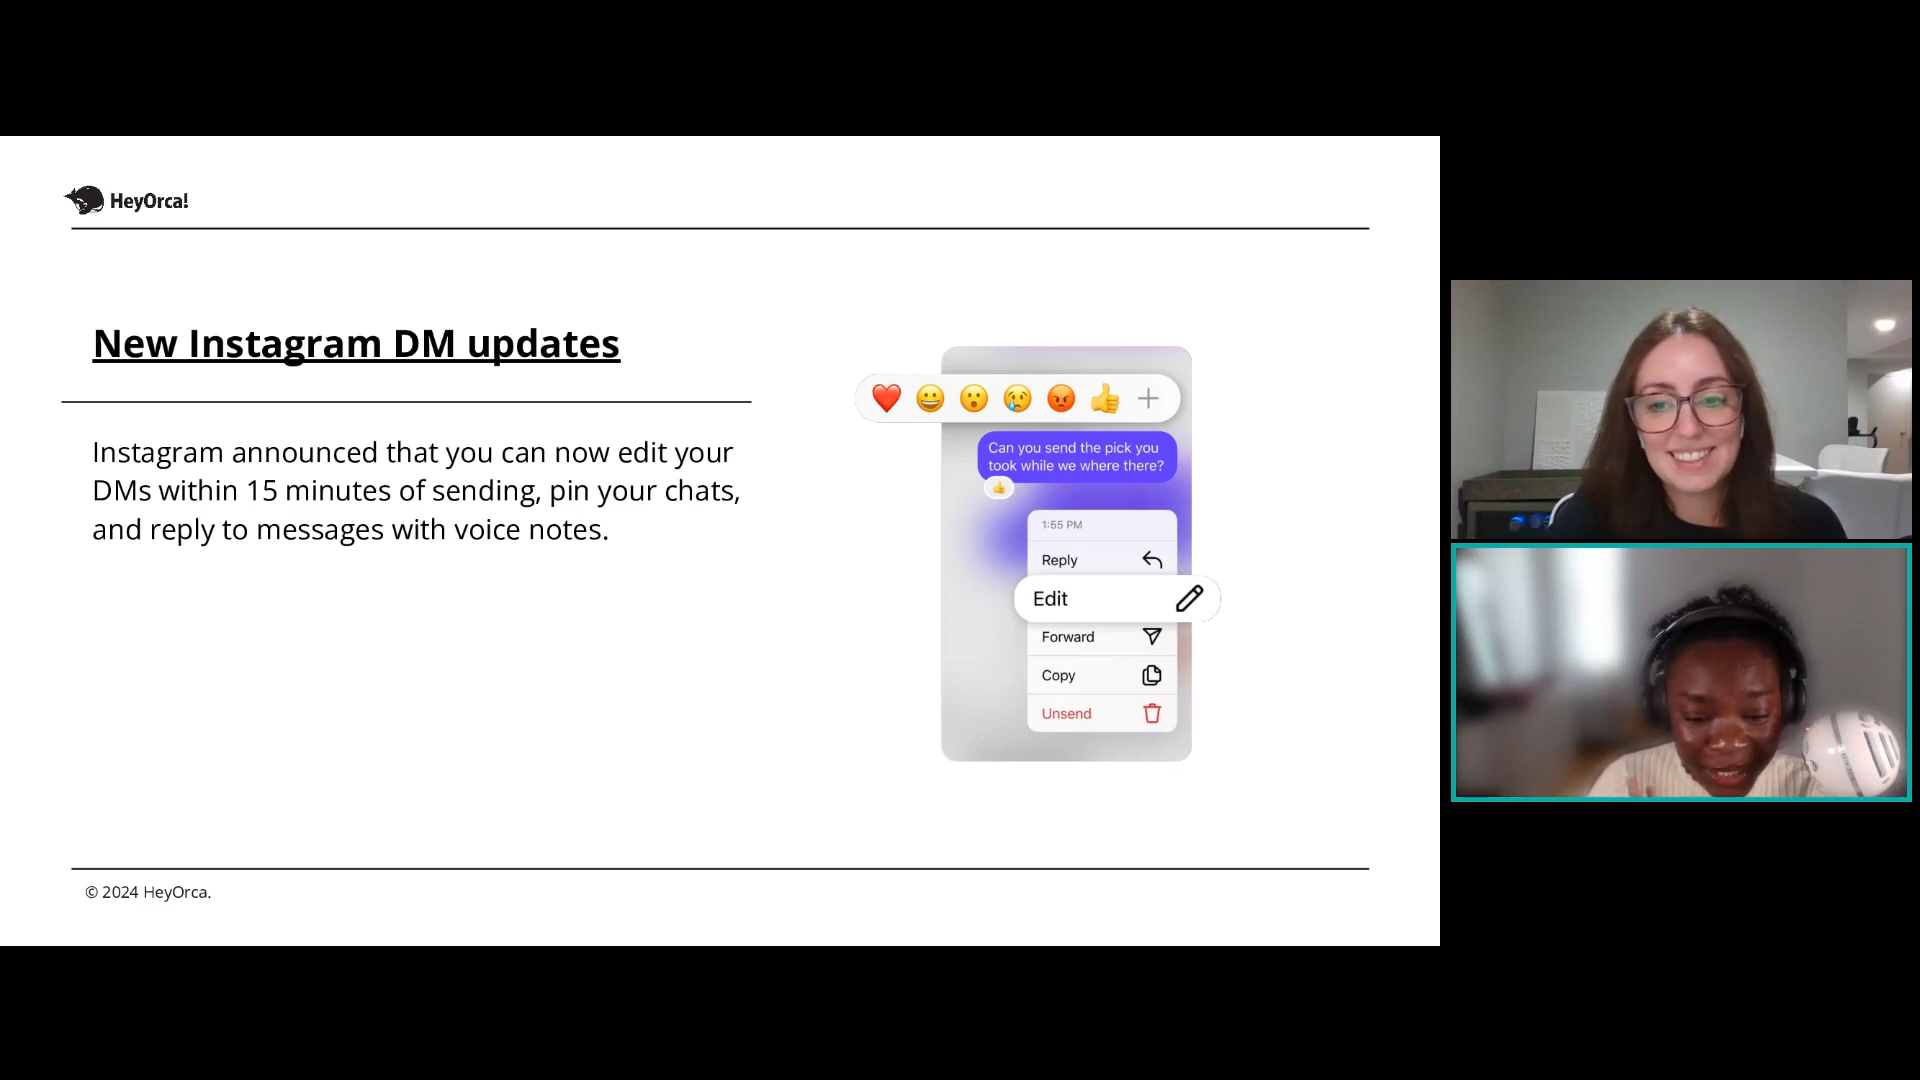 HeyOrca!
New Instagram DM updates
Instagram announced that you can now edit your
DMs within 15 minutes of sending, pin your chats,
and reply to messages with voice notes.
Can you send the pick you
took while we where there?
1:55 PM
Reply
Edit
Forward
Copy
Unsend
© 2024 HeyOrca.